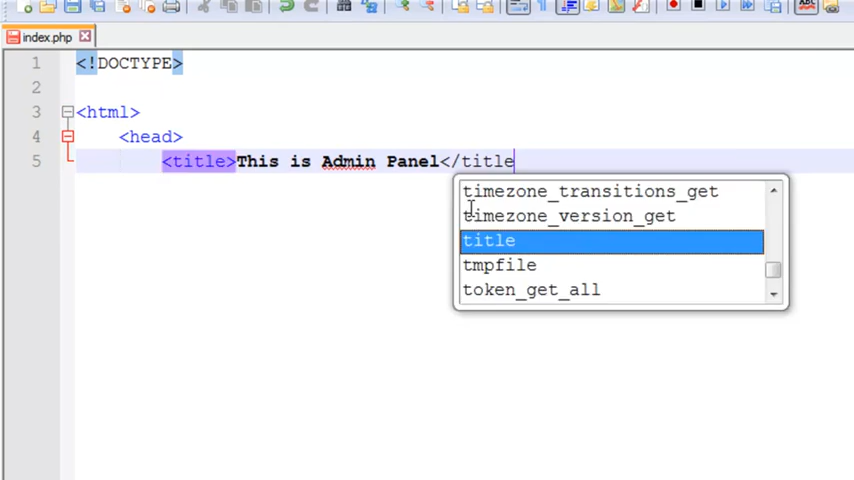 index.php
1 <!DOCTYPE>
2
3 <html>
4 <head>
5 <title>This is Admin Panel</title
timezone_transitions_get
timezone_version_get
title
tmpfile
token_get_all